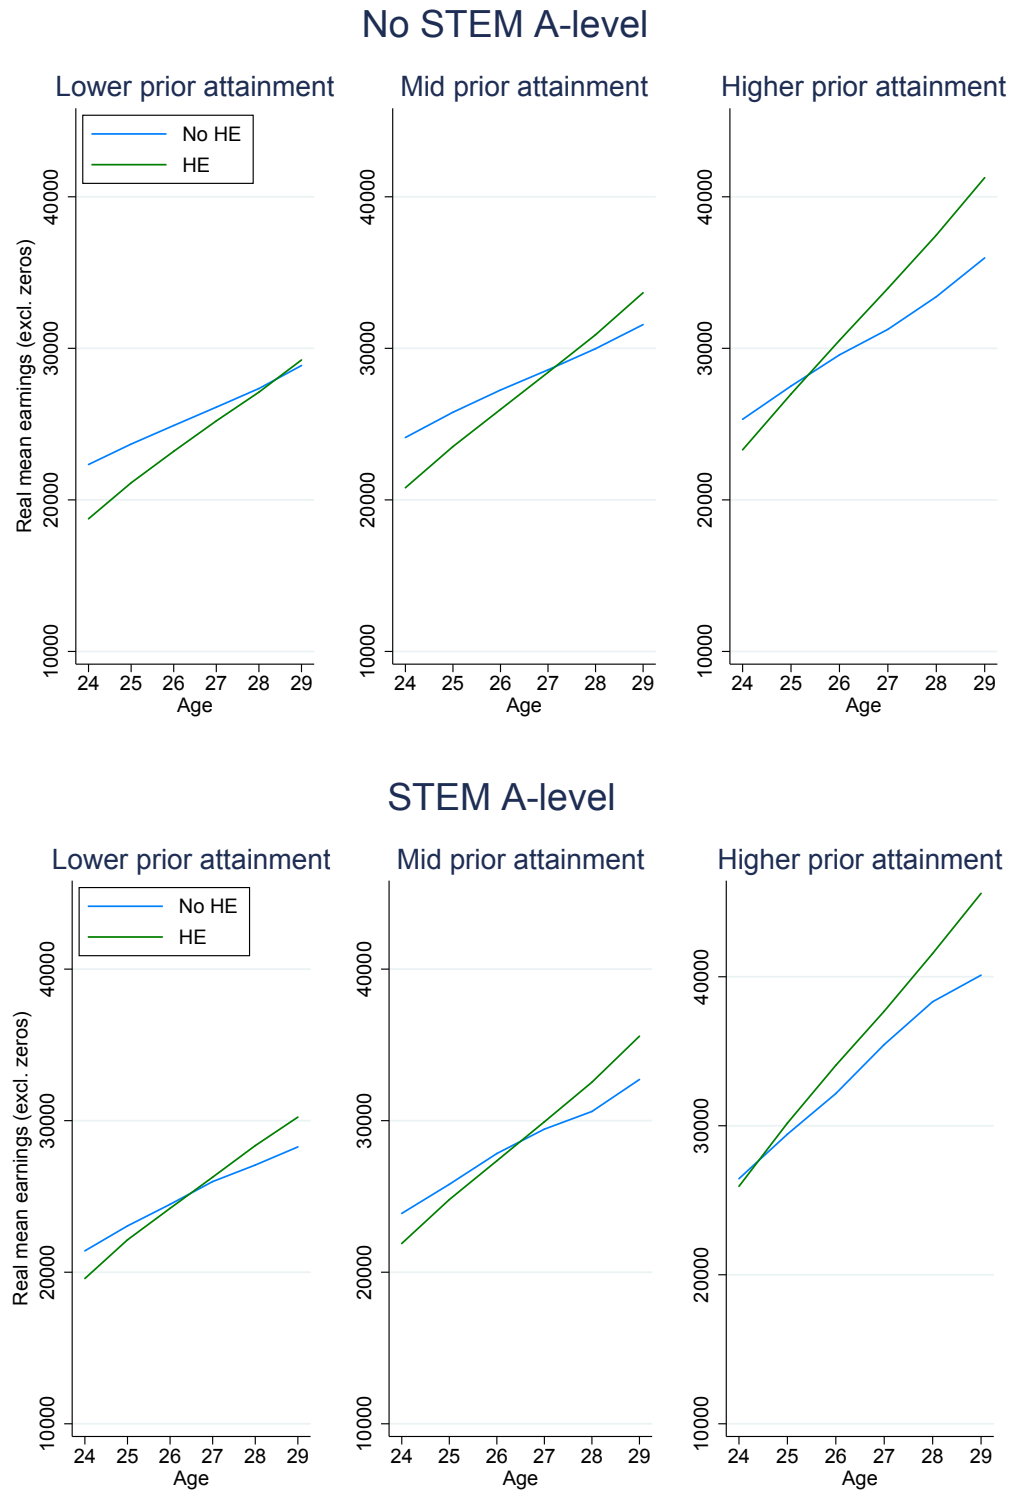 No STEM A-level
Lower prior attainment Mid prior attainment Higher prior attainment
No HE
HE
Real mean earnings (excl. zeros)
40000
30000
20000
10000
24 25 26 27 28 29
Age
40000
30000
20000
10000
24 25 26 27 28 29
Age
40000
30000
20000
10000
24 25 26 27 28 29
Age
STEM A-level
Lower prior attainment Mid prior attainment Higher prior attainment
No HE
HE
Real mean earnings (excl. zeros)
40000
30000
20000
10000
24 25 26 27 28 29
Age
40000
30000
20000
10000
24 25 26 27 28 29
Age
40000
30000
20000
10000
24 25 26 27 28 29
Age